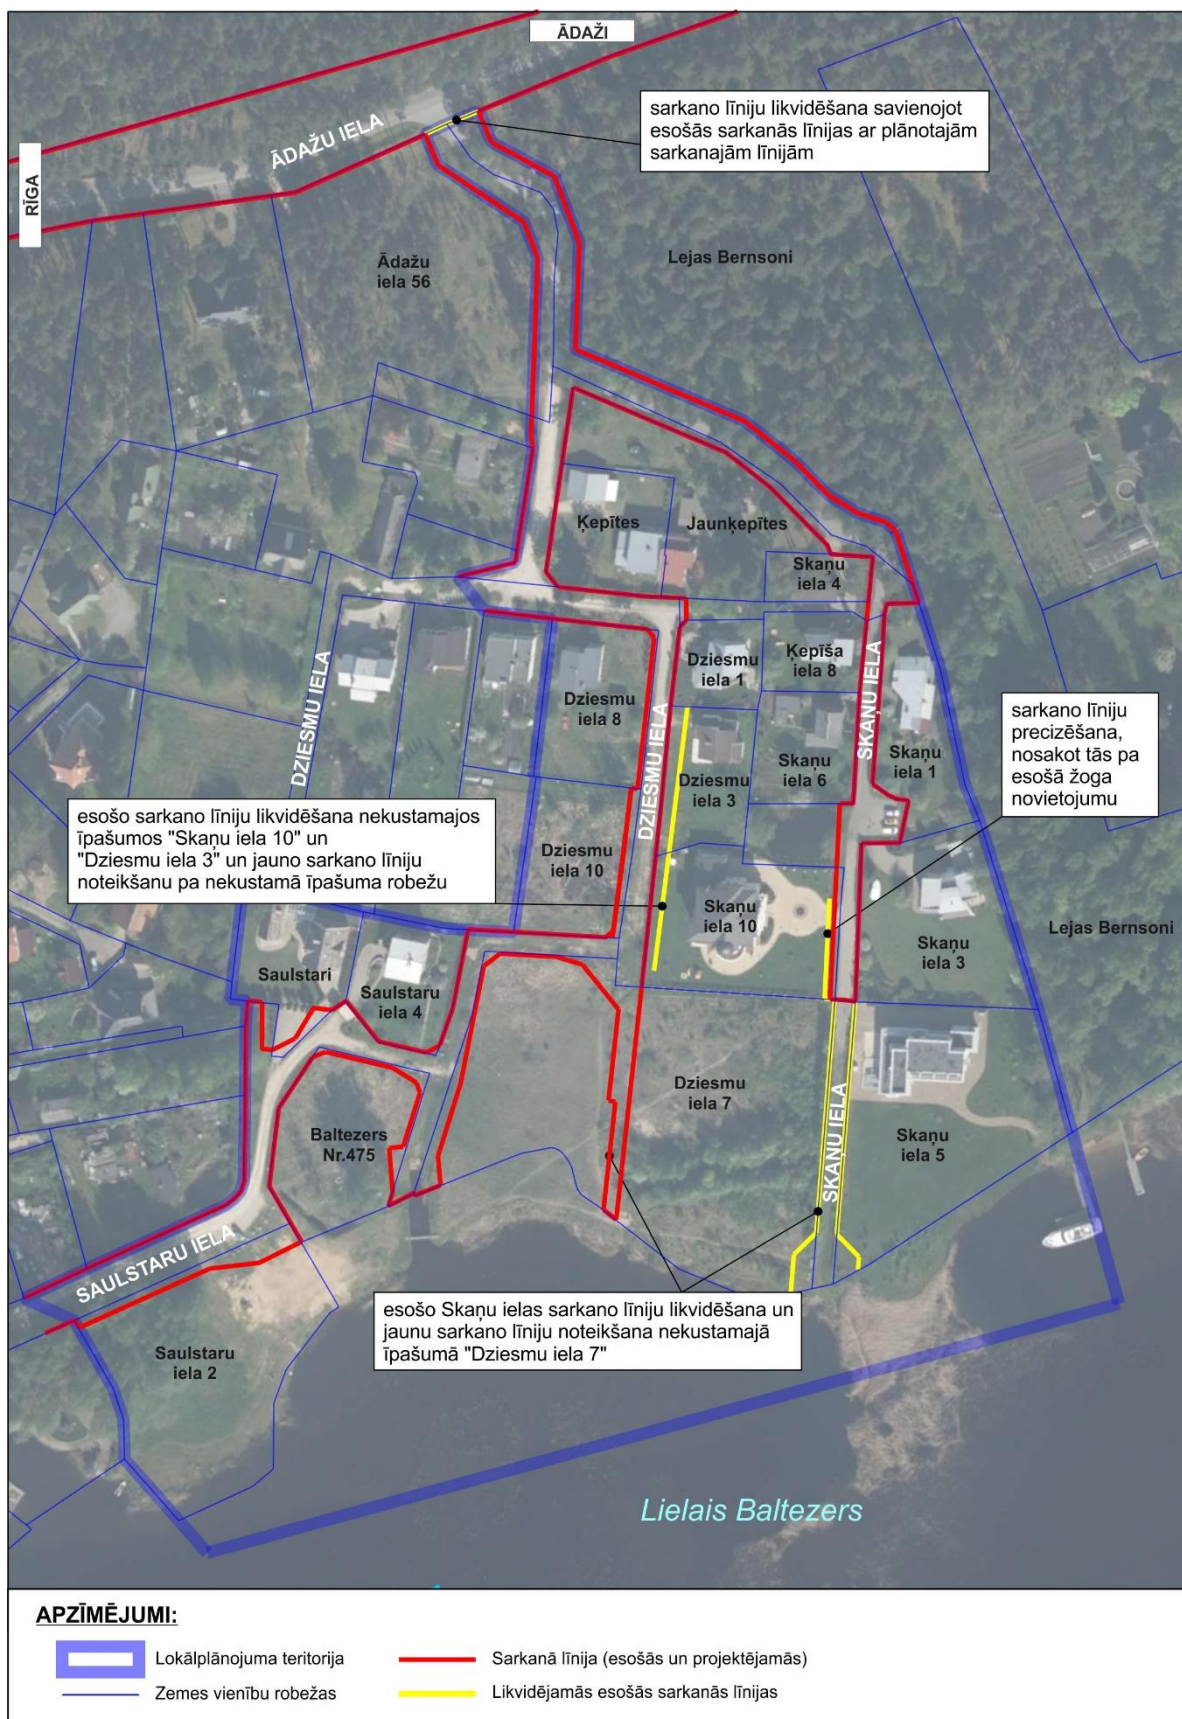 ĀDAŽI
sarkano līniju likvidēšana savienojot
esošās sarkanās līnijas ar plānotajām
sarkanajām līnijām
ĀDAŽU IELA
RĪGA
Ādažu
iela 56
Lejas Bernsoni
Ķepītes
Jaunķepītes
Skaņu
iela 4
Dziesmu
iela 1
Ķepīša
iela 8
SKAŅU IELA
DZIESMU IELA
Dziesmu
iela 8
DZIESMU IELA
Dziesmu
iela 3
Skaņu
iela 6
Skaņu
iela 1
sarkano līniju
precizēšana,
nosakot tās pa
esošā žoga
novietojumu
esošo sarkano līniju likvidēšana nekustamajos
īpašumos "Skaņu iela 10" un
"Dziesmu iela 3" un jauno sarkano līniju
noteikšanu pa nekustamā īpašuma robežu
Dziesmu
iela 10
Skaņu
iela 10
Skaņu
iela 3
Lejas Bernsoni
Saulstari
Saulstaru
iela 4
Dziesmu
iela 7
SKAŅU IELA
Skaņu
iela 5
Baltezers
Nr.475
SAULSTARU IELA
Saulstaru
iela 2
esošo Skaņu ielas sarkano līniju likvidēšana un
jaunu sarkano līniju noteikšana nekustamajā
īpašumā "Dziesmu iela 7"
Lielais Baltezers
APZĪMĒJUMI:
Lokālplānojuma teritorija
Sarkanā līnija (esošās un projektējamās)
Zemes vienību robežas
Likvidējamās esošās sarkanās līnijas